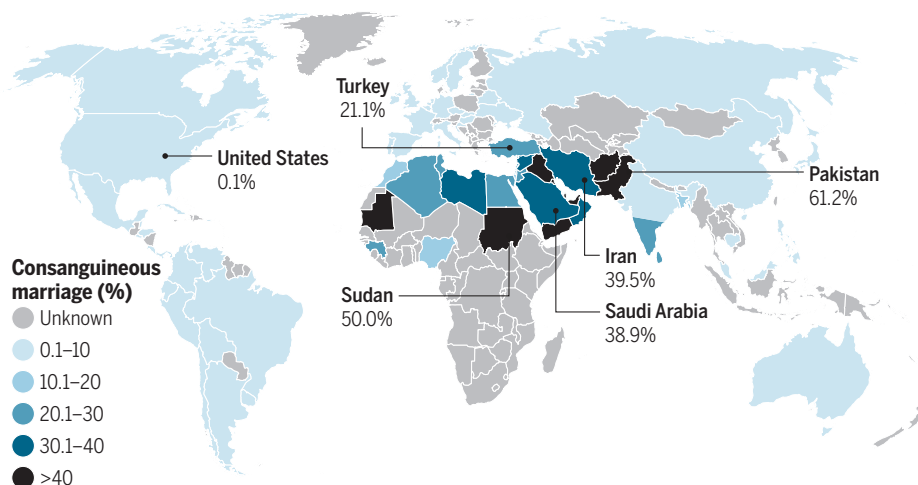 Turkey
21.1%
United States
0.1%
Pakistan
61.2%
Iran
39.5%
Saudi Arabia
38.9%
Sudan
50.0%
Consanguineous
marriage (%)
Unknown
0.1–10
10.1–20
20.1–30
30.1–40
>40